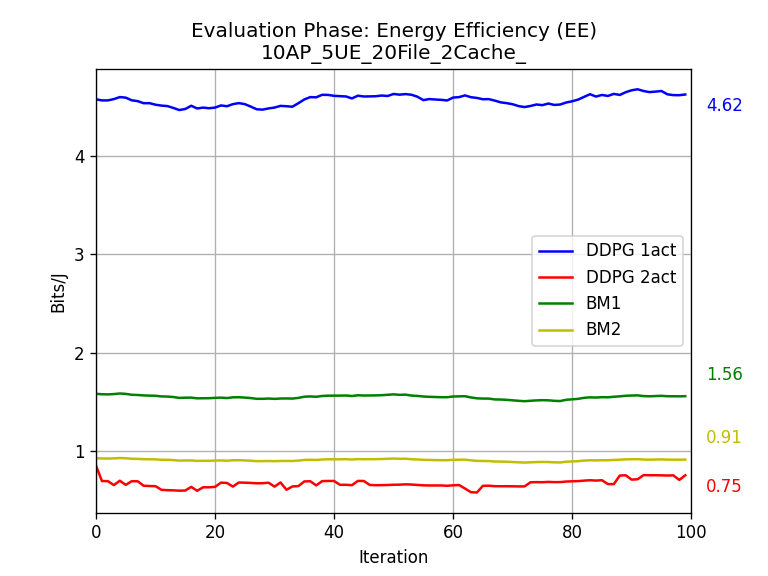 Evaluation Phase: Energy Efficiency (EE)
10AP_5UE_20File_2Cache_
4.62
4
3
2
1
Bits/J
DDPG 1act
DDPG 2act
BM1
BM2
1.56
0.91
0.75
0 20 40 60 80 100
Iteration